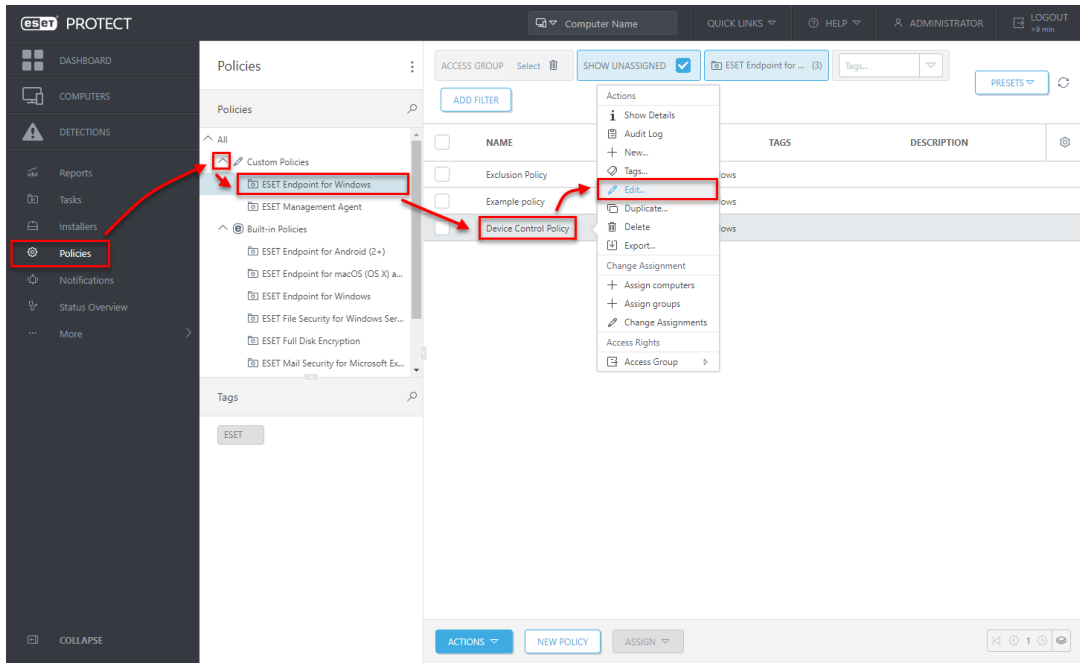 eset PROTECT
Computer Name
QUICK LINKS
HELP
ADMINISTRATOR
LOGOUT
>9 min
DASHBOARD
COMPUTERS
DETECTIONS
Reports
Tasks
Installers
Policies
Notifications
Status Overview
More
COLLAPSE
Policies
Policies
All
Custom Policies
ESET Endpoint for Windows
ESET Management Agent
Built-in Policies
ESET Endpoint for Android (2+)
ESET Endpoint for macOS (OS X) a...
ESET Endpoint for Windows
ESET File Security for Windows Ser...
ESET Full Disk Encryption
ESET Mail Security for Microsoft Ex...
Tags
ESET
ACCESS GROUP Select
SHOW UNASSIGNED
ESET Endpoint for ... (3)
Tags...
PRESETS
ADD FILTER
NAME
TAGS
DESCRIPTION
Exclusion Policy
ows
Example policy
ows
Device Control Policy
ows
Actions
Show Details
Audit Log
New...
Tags...
Edit...
Duplicate...
Delete
Export...
Change Assignment
Assign computers
Assign groups
Change Assignments
Access Rights
Access Group
ACTIONS
NEW POLICY
ASSIGN
1